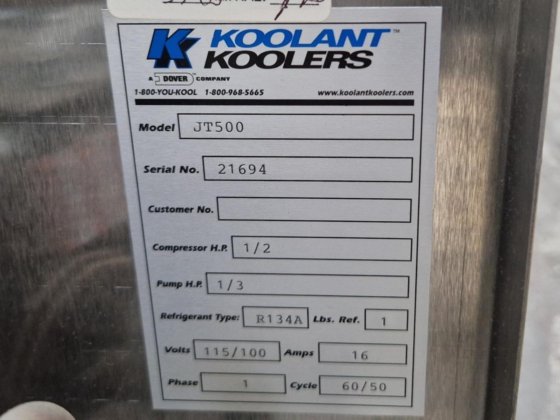 KK KOOLANT™
KOOLERS
A DOVER COMPANY
1-800-YOU-KOOL 1-800-968-5665 www.koolantkoolers.com
Model JT500
Serial No. 21694
Customer No.
Compressor H.P. 1/2
Pump H.P. 1/3
Refrigerant Type: R134A Lbs. Ref. 1
Volts 115/100 Amps 16
Phase 1 Cycle 60/50